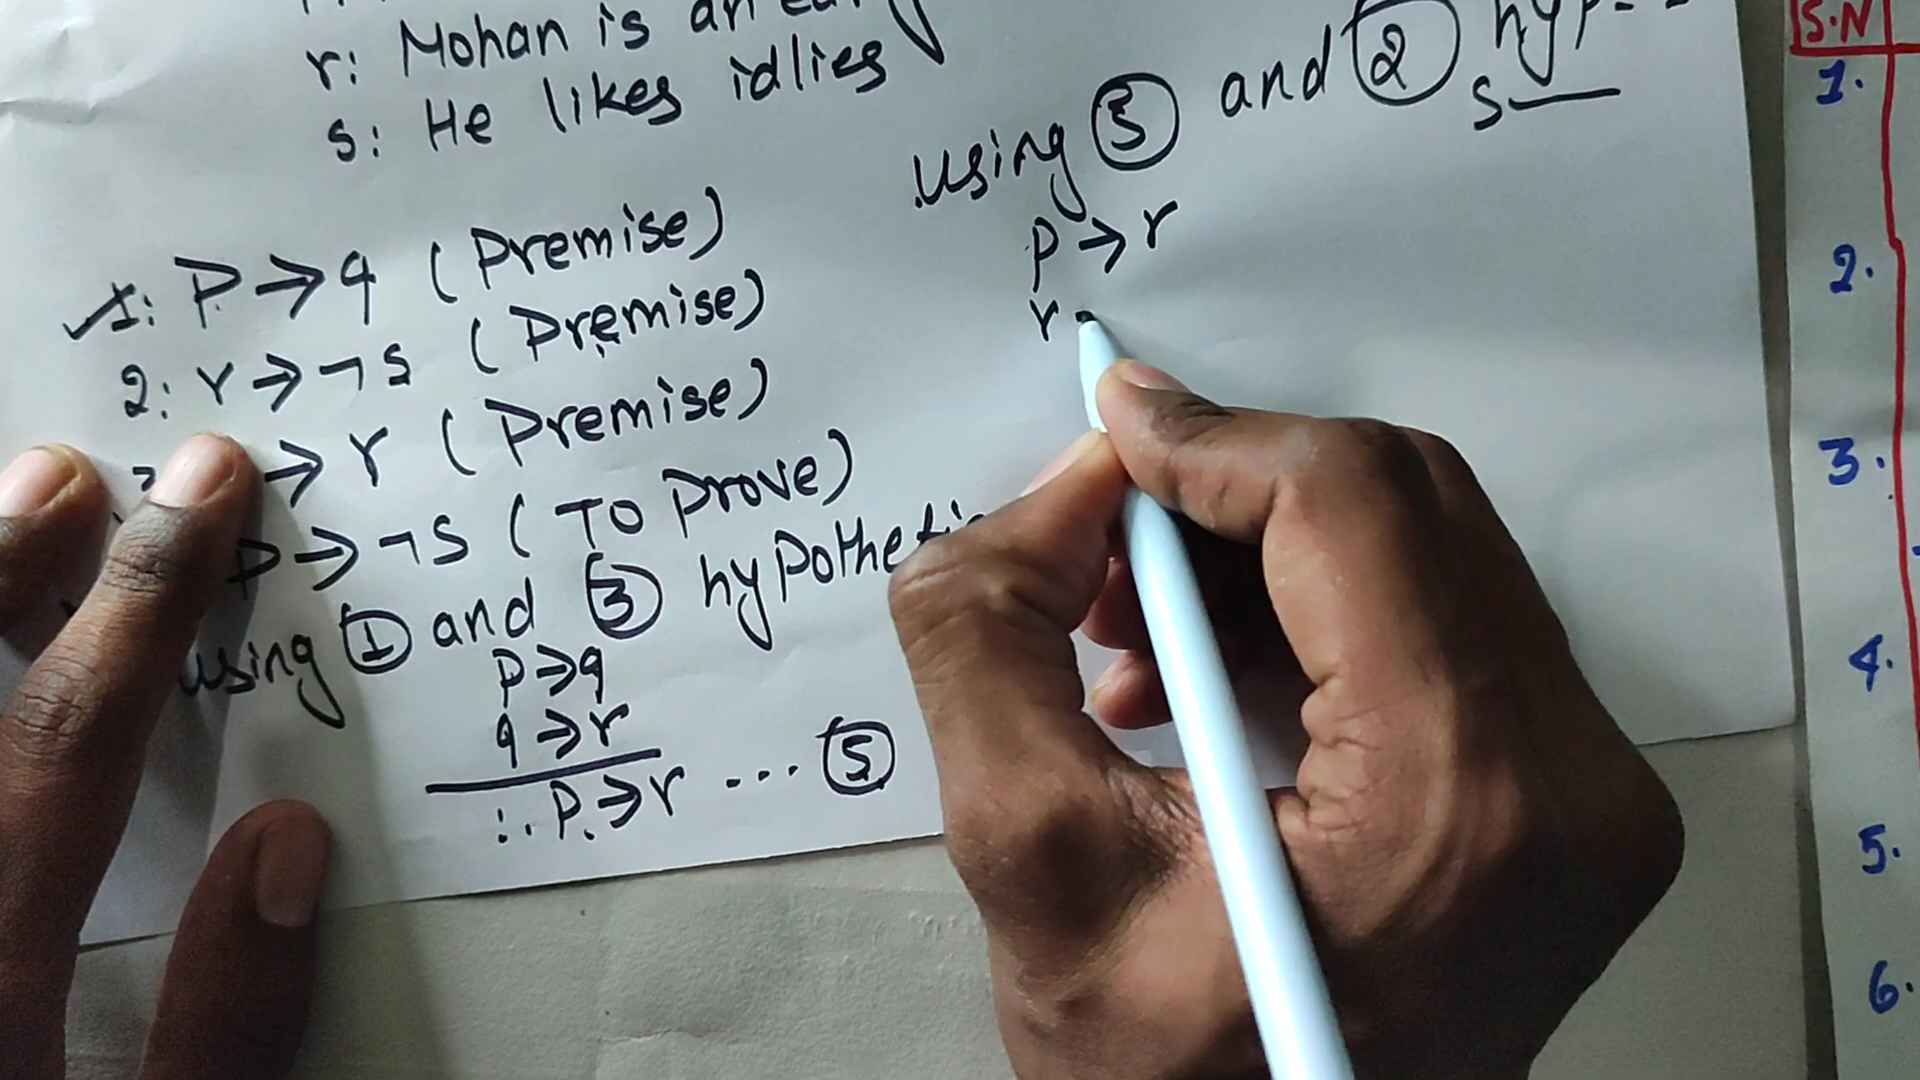 r: Mohan is an
s: He likes idlies
1: P → q (Premise)
2: r → ¬s (Premise)
→ r (Premise)
P → ¬s (To prove)
using ① and ③ hypothetic
p → q
q → r
∴ P → r ... ⑤
using ⑤ and ② hyp-
s
p → r
r
S.N
1.
2.
3.
4.
5.
6.